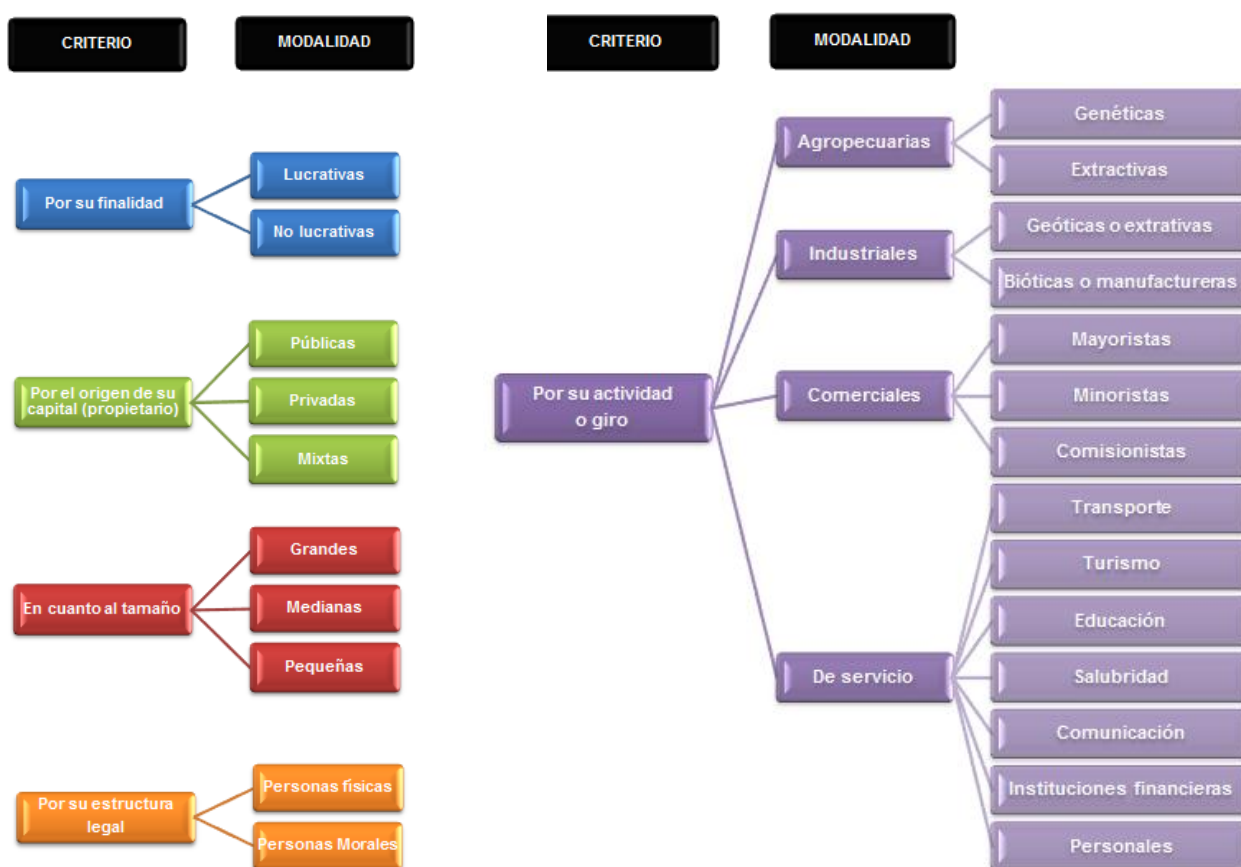 CRITERIO
MODALIDAD
Por su finalidad
Lucrativas
No lucrativas
Por el origen de su
capital (propietario)
Públicas
Privadas
Mixtas
En cuanto al tamaño
Grandes
Medianas
Pequeñas
Por su estructura
legal
Personas físicas
Personas Morales
CRITERIO
MODALIDAD
Por su actividad
o giro
Agropecuarias
Genéticas
Extractivas
Industriales
Geóticas o extrativas
Bióticas o manufactureras
Comerciales
Mayoristas
Minoristas
Comisionistas
De servicio
Transporte
Turismo
Educación
Salubridad
Comunicación
Instituciones financieras
Personales